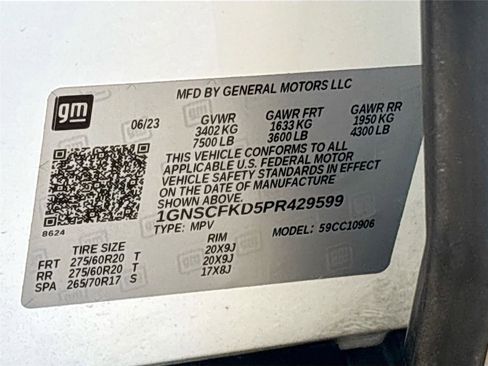 gm
MFD BY GENERAL MOTORS LLC
06/23 GVWR GAWR FRT GAWR RR
3402 KG 1633 KG 1950 KG
7500 LB 3600 LB 4300 LB
THIS VEHICLE CONFORMS TO ALL
APPLICABLE U.S. FEDERAL MOTOR
VEHICLE SAFETY STANDARDS IN EFFECT
ON THE DATE OF MANUFACTURE
SHOWN ABOVE.
8624
1GNSCFKD5PR429599
TYPE: MPV MODEL: 59CC10906
TIRE SIZE RIM
FRT 275/60R20 T 20X9J
RR 275/60R20 T 20X9J
SPA 265/70R17 S 17X8J